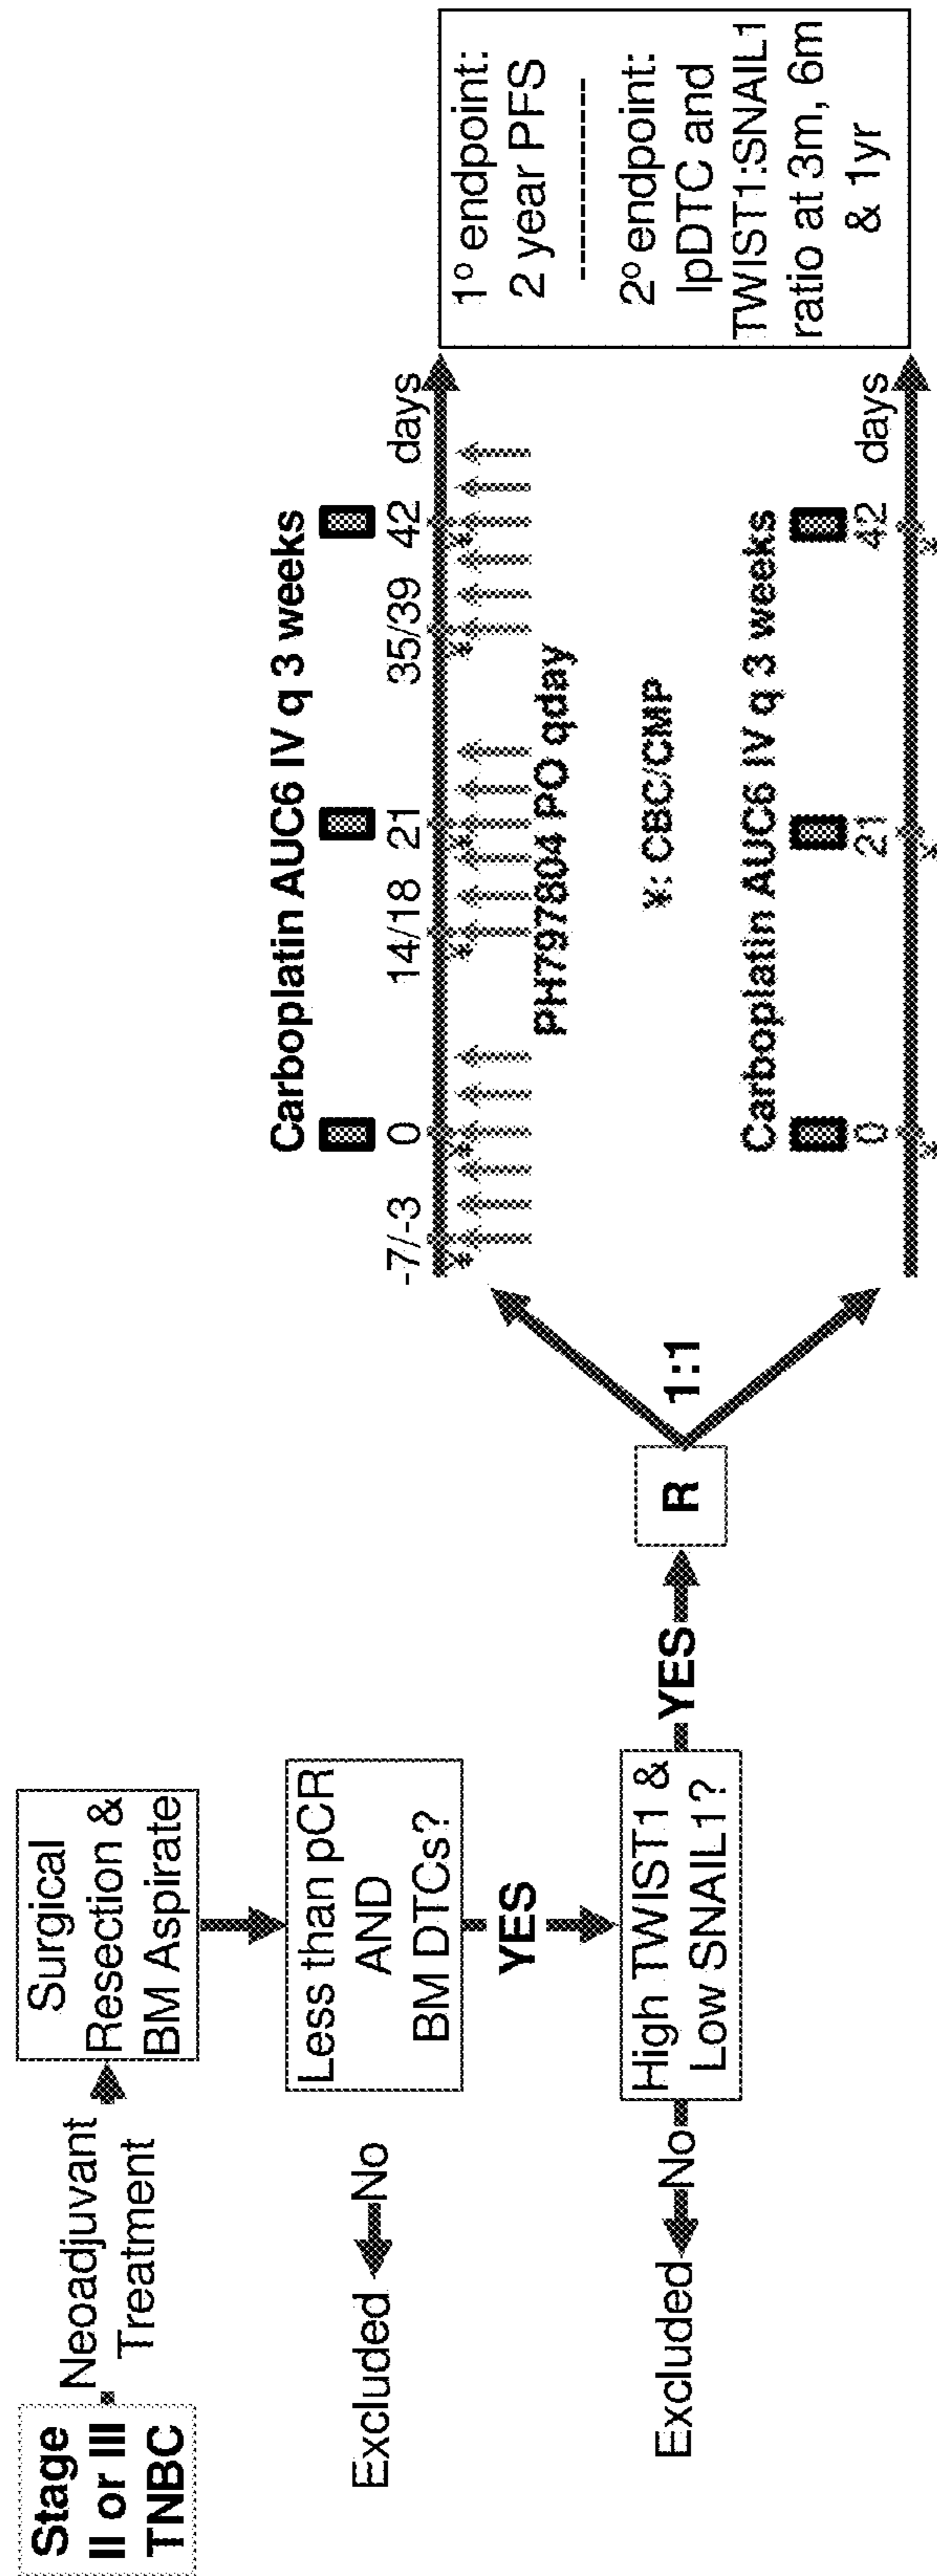 Stage
II or III
TNBC
Neoadjuvant
Treatment
Surgical
Resection &
BM Aspirate
Less than pCR
AND
BM DTCs?
No
Excluded
YES
High TWIST1 &
Low SNAIL1?
No
Excluded
YES
R
1:1
Carboplatin AUC6 IV q 3 weeks
-7/-3 0 14/18 21 35/39 42 days
PH797804 PO qday
¥: CBC/CMP
Carboplatin AUC6 IV q 3 weeks
0 21 42 days
1º endpoint:
2 year PFS
----------
2º endpoint:
lpDTC and
TWIST1:SNAIL1
ratio at 3m, 6m
& 1yr